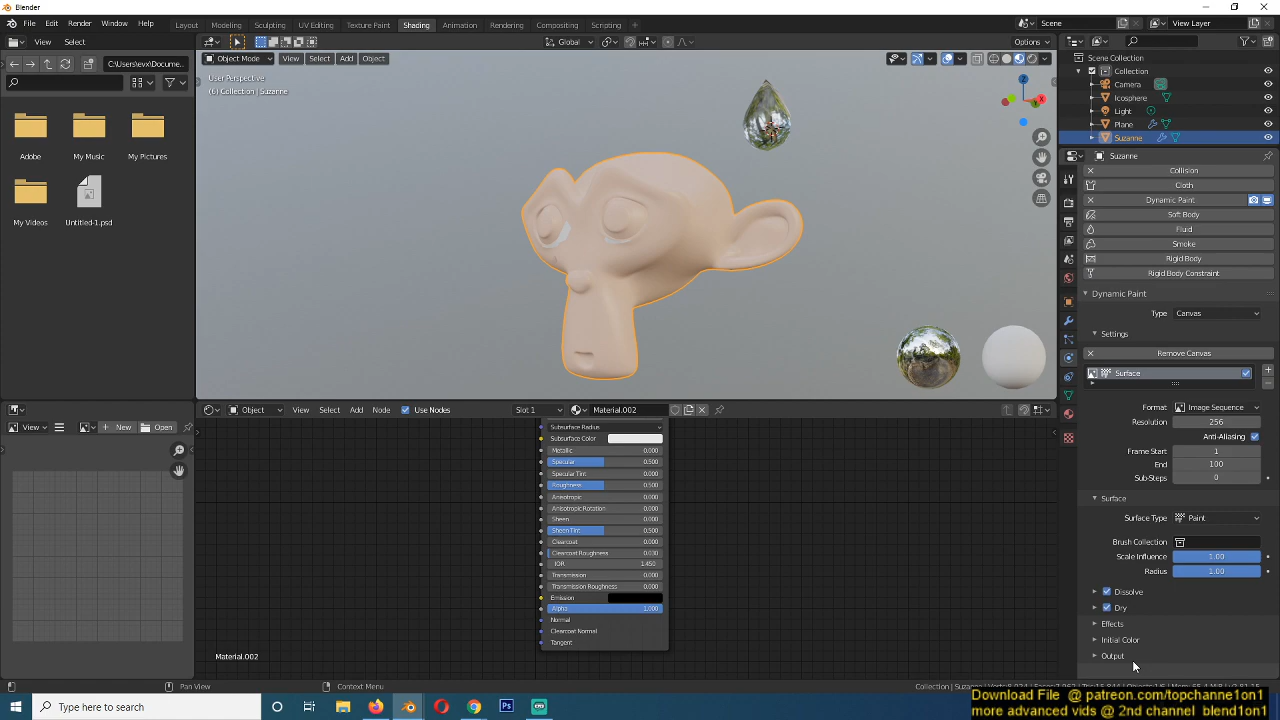 Blender
File Edit Render Window Help Layout Modeling Sculpting UV Editing Texture Paint Shading Animation Rendering Compositing Scripting + Scene View Layer
View Select Global Options
C:\Users\evx\Docume... Object Mode View Select Add Object
User Perspective
(6) Collection | Suzanne
Adobe My Music My Pictures
My Videos Untitled-1.psd
Z
X
Y
Scene Collection
Collection
Camera
Icosphere
Light
Plane
Suzanne
Suzanne
Collision
Cloth
Dynamic Paint
Soft Body
Fluid
Smoke
Rigid Body
Rigid Body Constraint
Dynamic Paint
Type Canvas
Settings
Remove Canvas
Surface
Format Image Sequence
Resolution 256
Anti-Aliasing
Frame Start 1
End 100
Sub-Steps 0
Surface
Surface Type Paint
Brush Collection
Scale Influence 1.00
Radius 1.00
Dissolve
Dry
Effects
Initial Color
Output
View New Open
Object View Select Add Node Use Nodes Slot 1 Material.002
Subsurface Radius
Subsurface Color
Metallic 0.000
Specular 0.500
Specular Tint 0.000
Roughness 0.500
Anisotropic 0.000
Anisotropic Rotation 0.000
Sheen 0.000
Sheen Tint 0.500
Clearcoat 0.000
Clearcoat Roughness 0.030
IOR 1.450
Transmission 0.000
Transmission Roughness 0.000
Emission
Alpha 1.000
Normal
Clearcoat Normal
Tangent
Material.002
Pan View Context Menu
Type here to search
Download File @ patreon.com/topchanne1on1
more advanced vids @ 2nd channel blend1on1